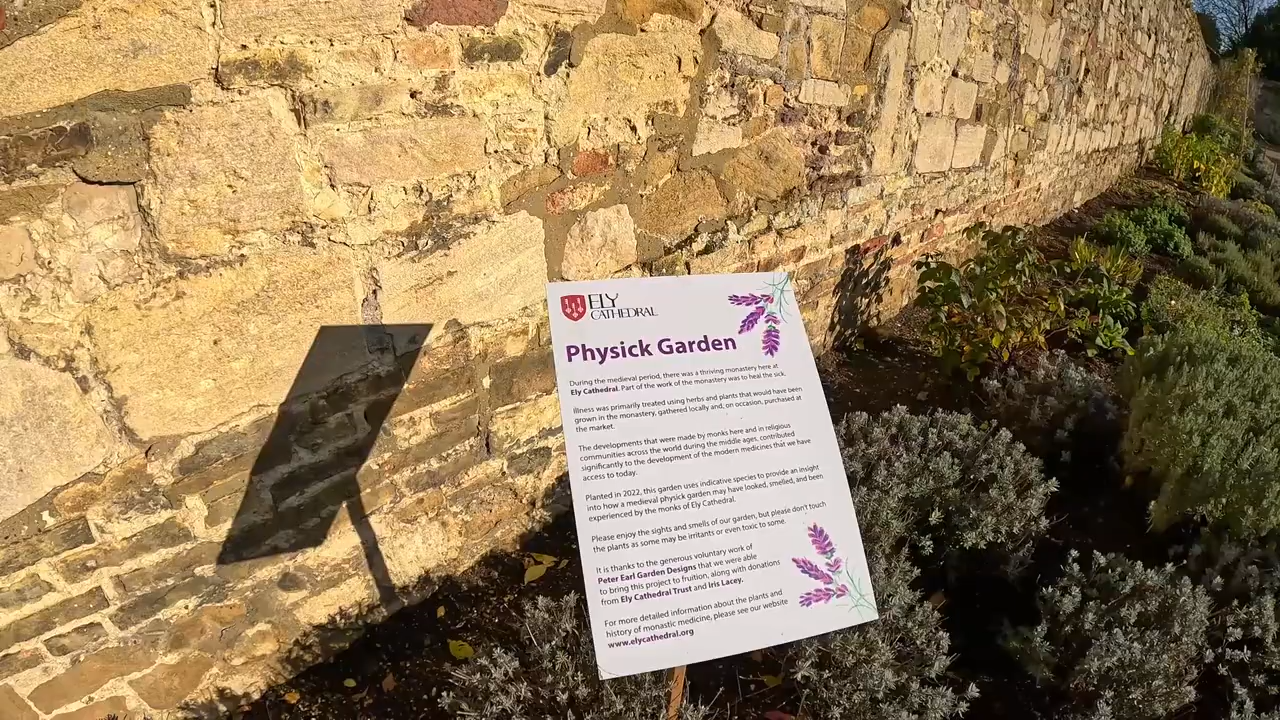 ELY
CATHEDRAL
Physick Garden
During the medieval period, there was a thriving monastery here at
Ely Cathedral. Part of the work of the monastery was to heal the sick.
Illness was primarily treated using herbs and plants that would have been
grown in the monastery, gathered locally and, on occasion, purchased at
the market.
The developments that were made by monks here and in religious
communities across the world during the middle ages, contributed
significantly to the development of the modern medicines that we have
access to today.
Planted in 2022, this garden uses indicative species to provide an insight
into how a medieval physick garden may have looked, smelled, and been
experienced by the monks of Ely Cathedral.
Please enjoy the sights and smells of our garden, but please don't touch
the plants as some may be irritants or even toxic to some.
It is thanks to the generous voluntary work of
Peter Earl Garden Designs that we were able
to bring this project to fruition, along with donations
from Ely Cathedral Trust and Iris Lacey.
For more detailed information about the plants and
history of monastic medicine, please see our website
www.elycathedral.org